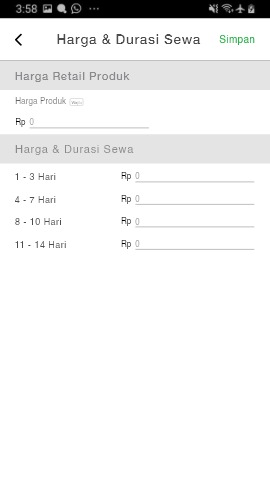 3:58
Harga & Durasi Sewa
Simpan
Harga Retail Produk
Harga Produk
Rp 0
Harga & Durasi Sewa
1 - 3 Hari Rp 0
4 - 7 Hari Rp 0
8 - 10 Hari Rp 0
11 - 14 Hari Rp 0